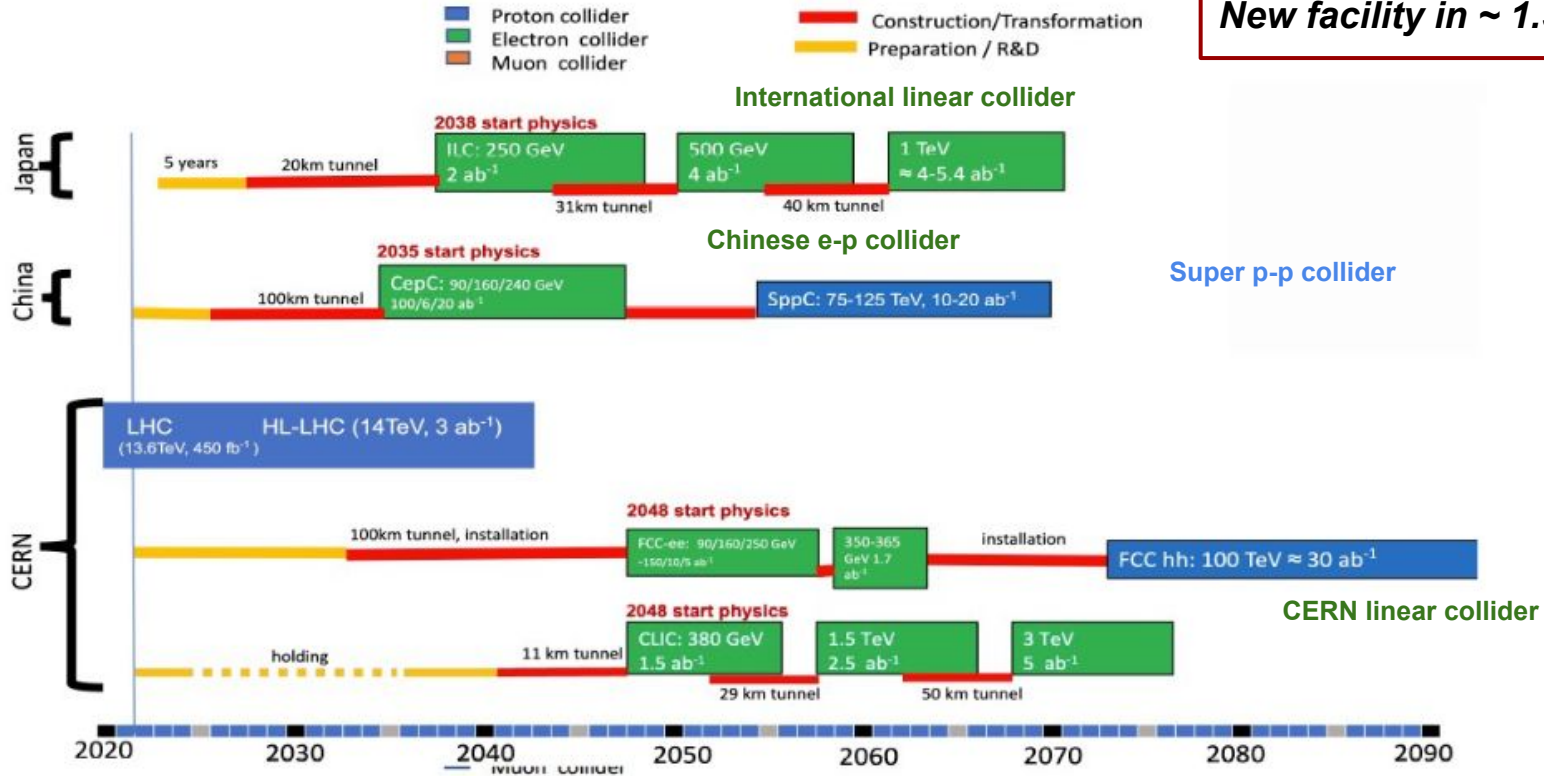 Proton collider
Electron collider
Muon collider
Construction/Transformation
Preparation / R&D
New facility in ~ 1.
International linear collider
Japan
5 years
20km tunnel
2038 start physics
ILC: 250 GeV
2 ab⁻¹
500 GeV
4 ab⁻¹
1 TeV
≈ 4-5.4 ab⁻¹
31km tunnel
40 km tunnel
Chinese e-p collider
Super p-p collider
China
100km tunnel
2035 start physics
CepC: 90/160/240 GeV
100/6/20 ab⁻¹
SppC: 75-125 TeV, 10-20 ab⁻¹
CERN
LHC HL-LHC (14TeV, 3 ab⁻¹)
(13.6TeV, 450 fb⁻¹ )
100km tunnel, installation
2048 start physics
FCC-ee: 90/160/250 GeV
~150/10/5 ab⁻¹
350-365
GeV 1.7
ab⁻¹
installation
FCC hh: 100 TeV ≈ 30 ab⁻¹
CERN linear collider
holding
11 km tunnel
2048 start physics
CLIC: 380 GeV
1.5 ab⁻¹
1.5 TeV
2.5 ab⁻¹
3 TeV
5 ab⁻¹
29 km tunnel
50 km tunnel
2020 2030 2040 2050 2060 2070 2080 2090
Muon collider